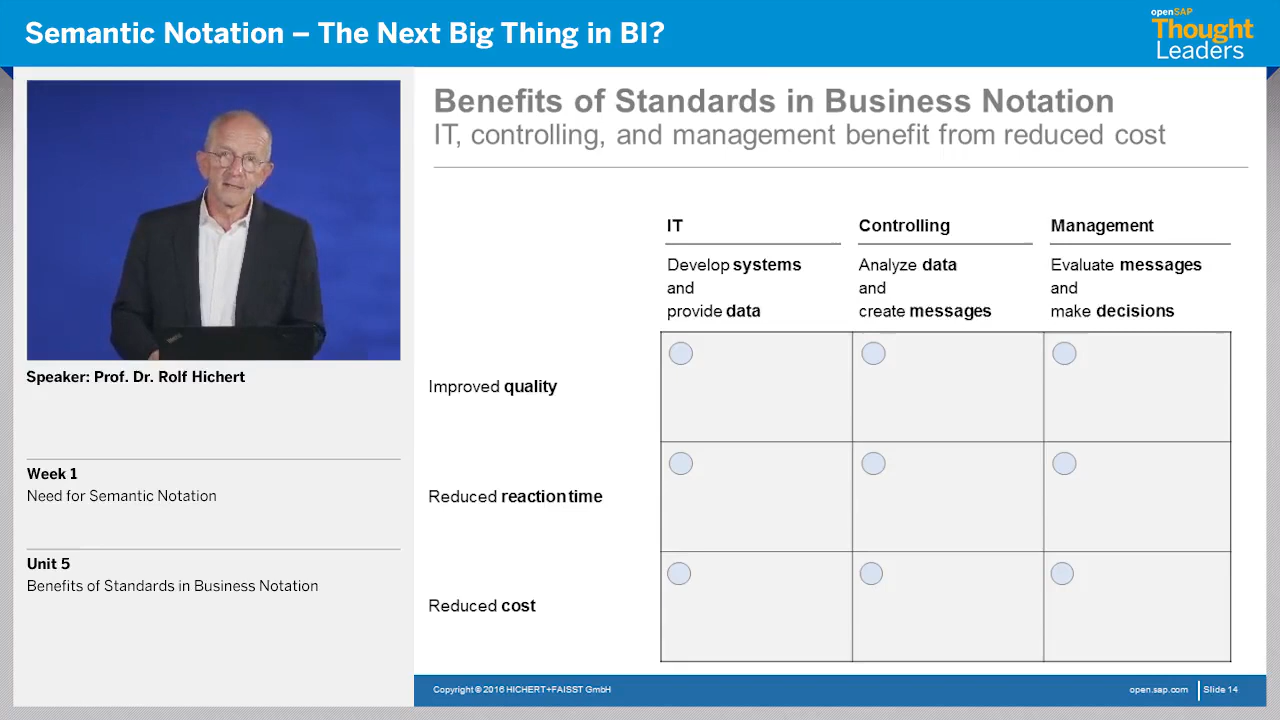 Semantic Notation – The Next Big Thing in BI?
openSAP
Thought
Leaders
Speaker: Prof. Dr. Rolf Hichert
Week 1
Need for Semantic Notation
Unit 5
Benefits of Standards in Business Notation
Benefits of Standards in Business Notation
IT, controlling, and management benefit from reduced cost
IT
Controlling
Management
Develop systems
and
provide data
Analyze data
and
create messages
Evaluate messages
and
make decisions
Improved quality
Reduced reaction time
Reduced cost
Copyright © 2016 HICHERT+FAISST GmbH
open.sap.com
Slide 14